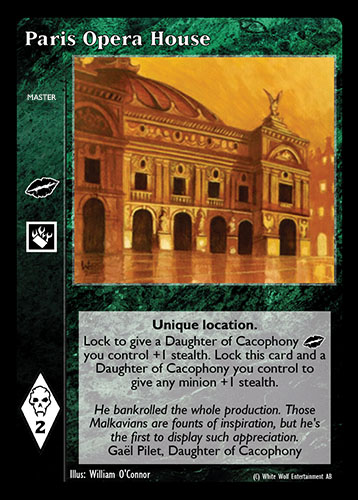 Paris Opera House
MASTER
Unique location.
Lock to give a Daughter of Cacophony
you control +1 stealth. Lock this card and a
Daughter of Cacophony you control to
give any minion +1 stealth.
He bankrolled the whole production. Those
Malkavians are founts of inspiration, but he's
the first to display such appreciation.
Gaël Pilet, Daughter of Cacophony
2
Illus: William O'Connor
(C) White Wolf Entertainment AB